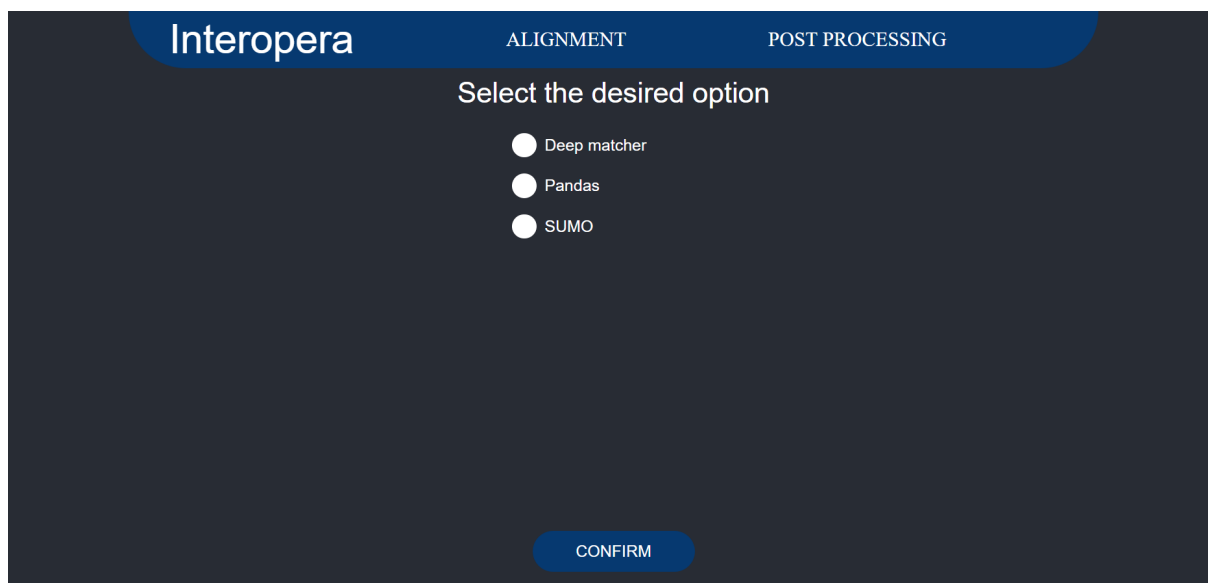 Interopera ALIGNMENT POST PROCESSING
Select the desired option
Deep matcher
Pandas
SUMO
CONFIRM